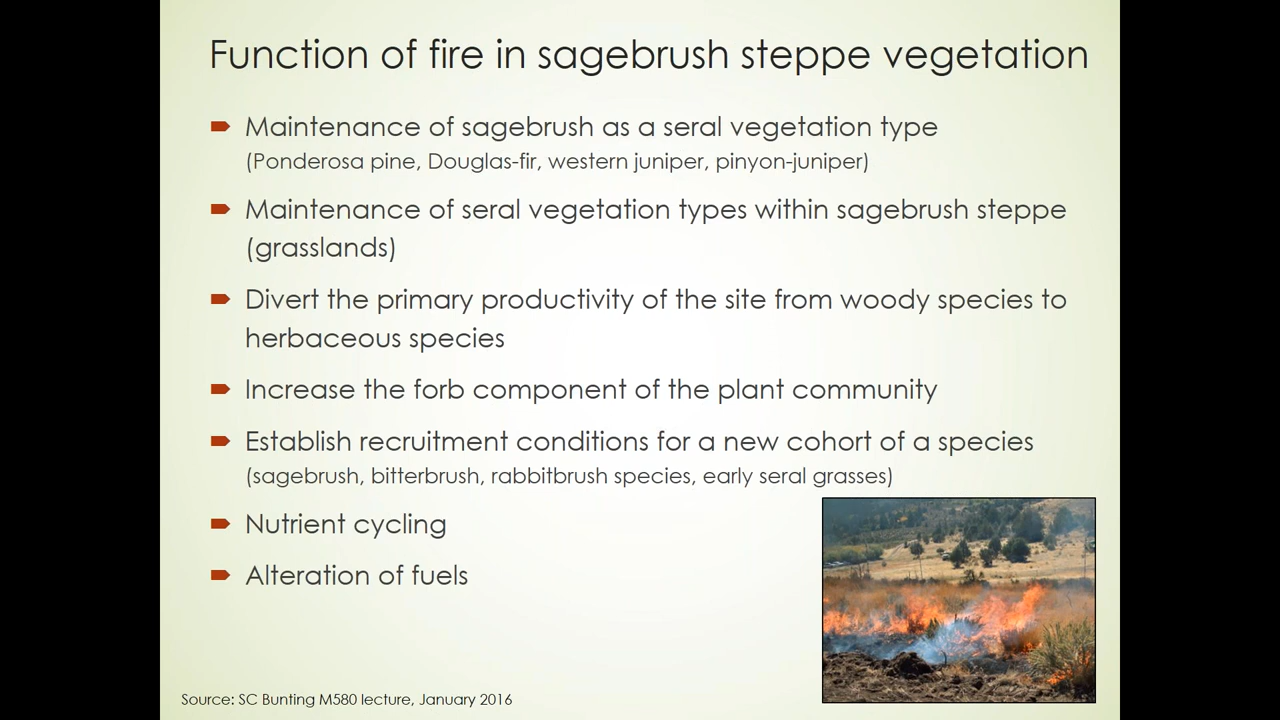 Function of fire in sagebrush steppe vegetation
Maintenance of sagebrush as a seral vegetation type
(Ponderosa pine, Douglas-fir, western juniper, pinyon-juniper)
Maintenance of seral vegetation types within sagebrush steppe
(grasslands)
Divert the primary productivity of the site from woody species to
herbaceous species
Increase the forb component of the plant community
Establish recruitment conditions for a new cohort of a species
(sagebrush, bitterbrush, rabbitbrush species, early seral grasses)
Nutrient cycling
Alteration of fuels
Source: SC Bunting M580 lecture, January 2016